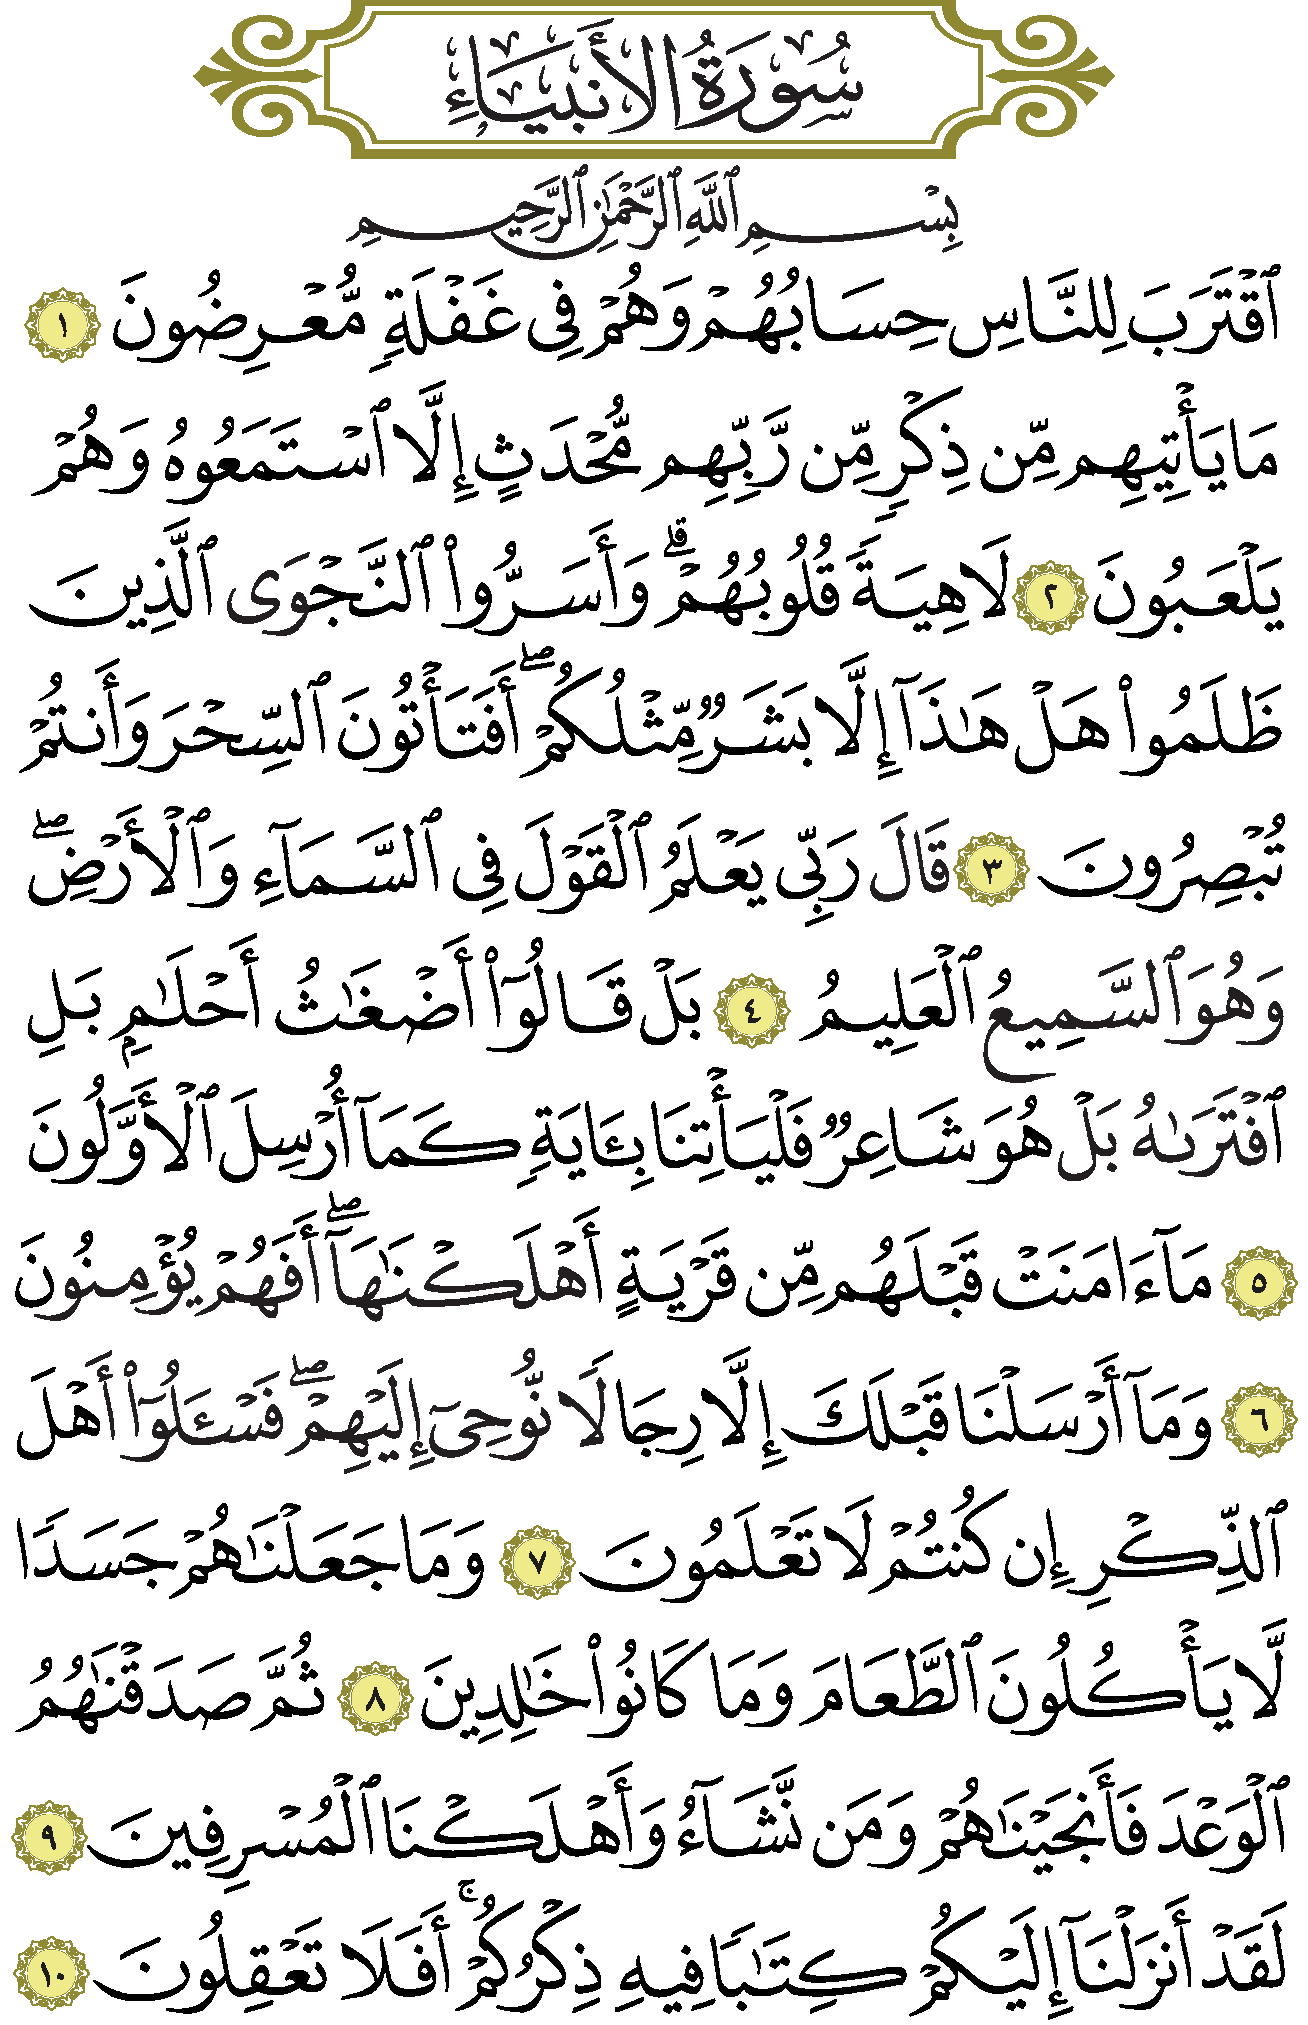 سُورَةُ الأَنبِيَاءِ
بِسْمِ ٱللَّهِ ٱلرَّحْمَٰنِ ٱلرَّحِيمِ
ٱقْتَرَبَ لِلنَّاسِ حِسَابُهُمْ وَهُمْ فِى غَفْلَةٍ مُّعْرِضُونَ ١
مَا يَأْتِيهِم مِّن ذِكْرٍ مِّن رَّبِّهِم مُّحْدَثٍ إِلَّا ٱسْتَمَعُوهُ وَهُمْ
يَلْعَبُونَ ٢ لَاهِيَةً قُلُوبُهُمْ ۗ وَأَسَرُّوا۟ ٱلنَّجْوَى ٱلَّذِينَ
ظَلَمُوا۟ هَلْ هَٰذَآ إِلَّا بَشَرٌ مِّثْلُكُمْ ۖ أَفَتَأْتُونَ ٱلسِّحْرَ وَأَنتُمْ
تُبْصِرُونَ ٣ قَالَ رَبِّى يَعْلَمُ ٱلْقَوْلَ فِى ٱلسَّمَآءِ وَٱلْأَرْضِ ۖ
وَهُوَ ٱلسَّمِيعُ ٱلْعَلِيمُ ٤ بَلْ قَالُوٓا۟ أَضْغَٰثُ أَحْلَٰمٍۭ بَلِ
ٱفْتَرَىٰهُ بَلْ هُوَ شَاعِرٌ فَلْيَأْتِنَا بِـَٔايَةٍ كَمَآ أُرْسِلَ ٱلْأَوَّلُونَ
٥ مَآ ءَامَنَتْ قَبْلَهُم مِّن قَرْيَةٍ أَهْلَكْنَٰهَآ ۖ أَفَهُمْ يُؤْمِنُونَ
٦ وَمَآ أَرْسَلْنَا قَبْلَكَ إِلَّا رِجَالًا نُّوحِىٓ إِلَيْهِمْ ۖ فَسْـَٔلُوٓا۟ أَهْلَ
ٱلذِّكْرِ إِن كُنتُمْ لَا تَعْلَمُونَ ٧ وَمَا جَعَلْنَٰهُمْ جَسَدًا
لَّا يَأْكُلُونَ ٱلطَّعَامَ وَمَا كَانُوا۟ خَٰلِدِينَ ٨ ثُمَّ صَدَقْنَٰهُمُ
ٱلْوَعْدَ فَأَنجَيْنَٰهُمْ وَمَن نَّشَآءُ وَأَهْلَكْنَا ٱلْمُسْرِفِينَ ٩
لَقَدْ أَنزَلْنَآ إِلَيْكُمْ كِتَٰبًا فِيهِ ذِكْرُكُمْ ۚ أَفَلَا تَعْقِلُونَ ١٠